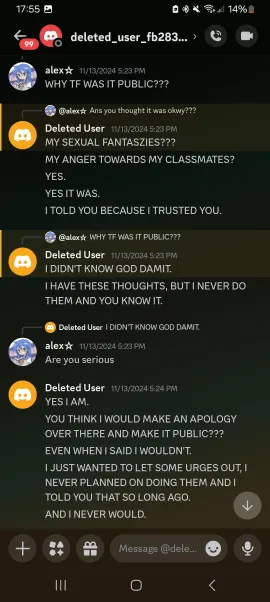 17:55
14%
99
deleted_user_fb283...
alex☆ 11/13/2024 5:23 PM
WHY TF WAS IT PUBLIC???
@alex☆ Ans you thought it was okwy???
Deleted User 11/13/2024 5:23 PM
MY SEXUAL FANTASZIES???
MY ANGER TOWARDS MY CLASSMATES?
YES.
YES IT WAS.
I TOLD YOU BECAUSE I TRUSTED YOU.
@alex☆ WHY TF WAS IT PUBLIC???
Deleted User 11/13/2024 5:23 PM
I DIDN'T KNOW GOD DAMIT.
I HAVE THESE THOUGHTS, BUT I NEVER DO
THEM AND YOU KNOW IT.
Deleted User I DIDN'T KNOW GOD DAMIT.
alex☆ 11/13/2024 5:23 PM
Are you serious
Deleted User 11/13/2024 5:24 PM
YES I AM.
YOU THINK I WOULD MAKE AN APOLOGY
OVER THERE AND MAKE IT PUBLIC???
EVEN WHEN I SAID I WOULDN'T.
I JUST WANTED TO LET SOME URGES OUT, I
NEVER PLANNED ON DOING THEM AND I
TOLD YOU THAT SO LONG AGO.
AND I NEVER WOULD.
Message @dele...